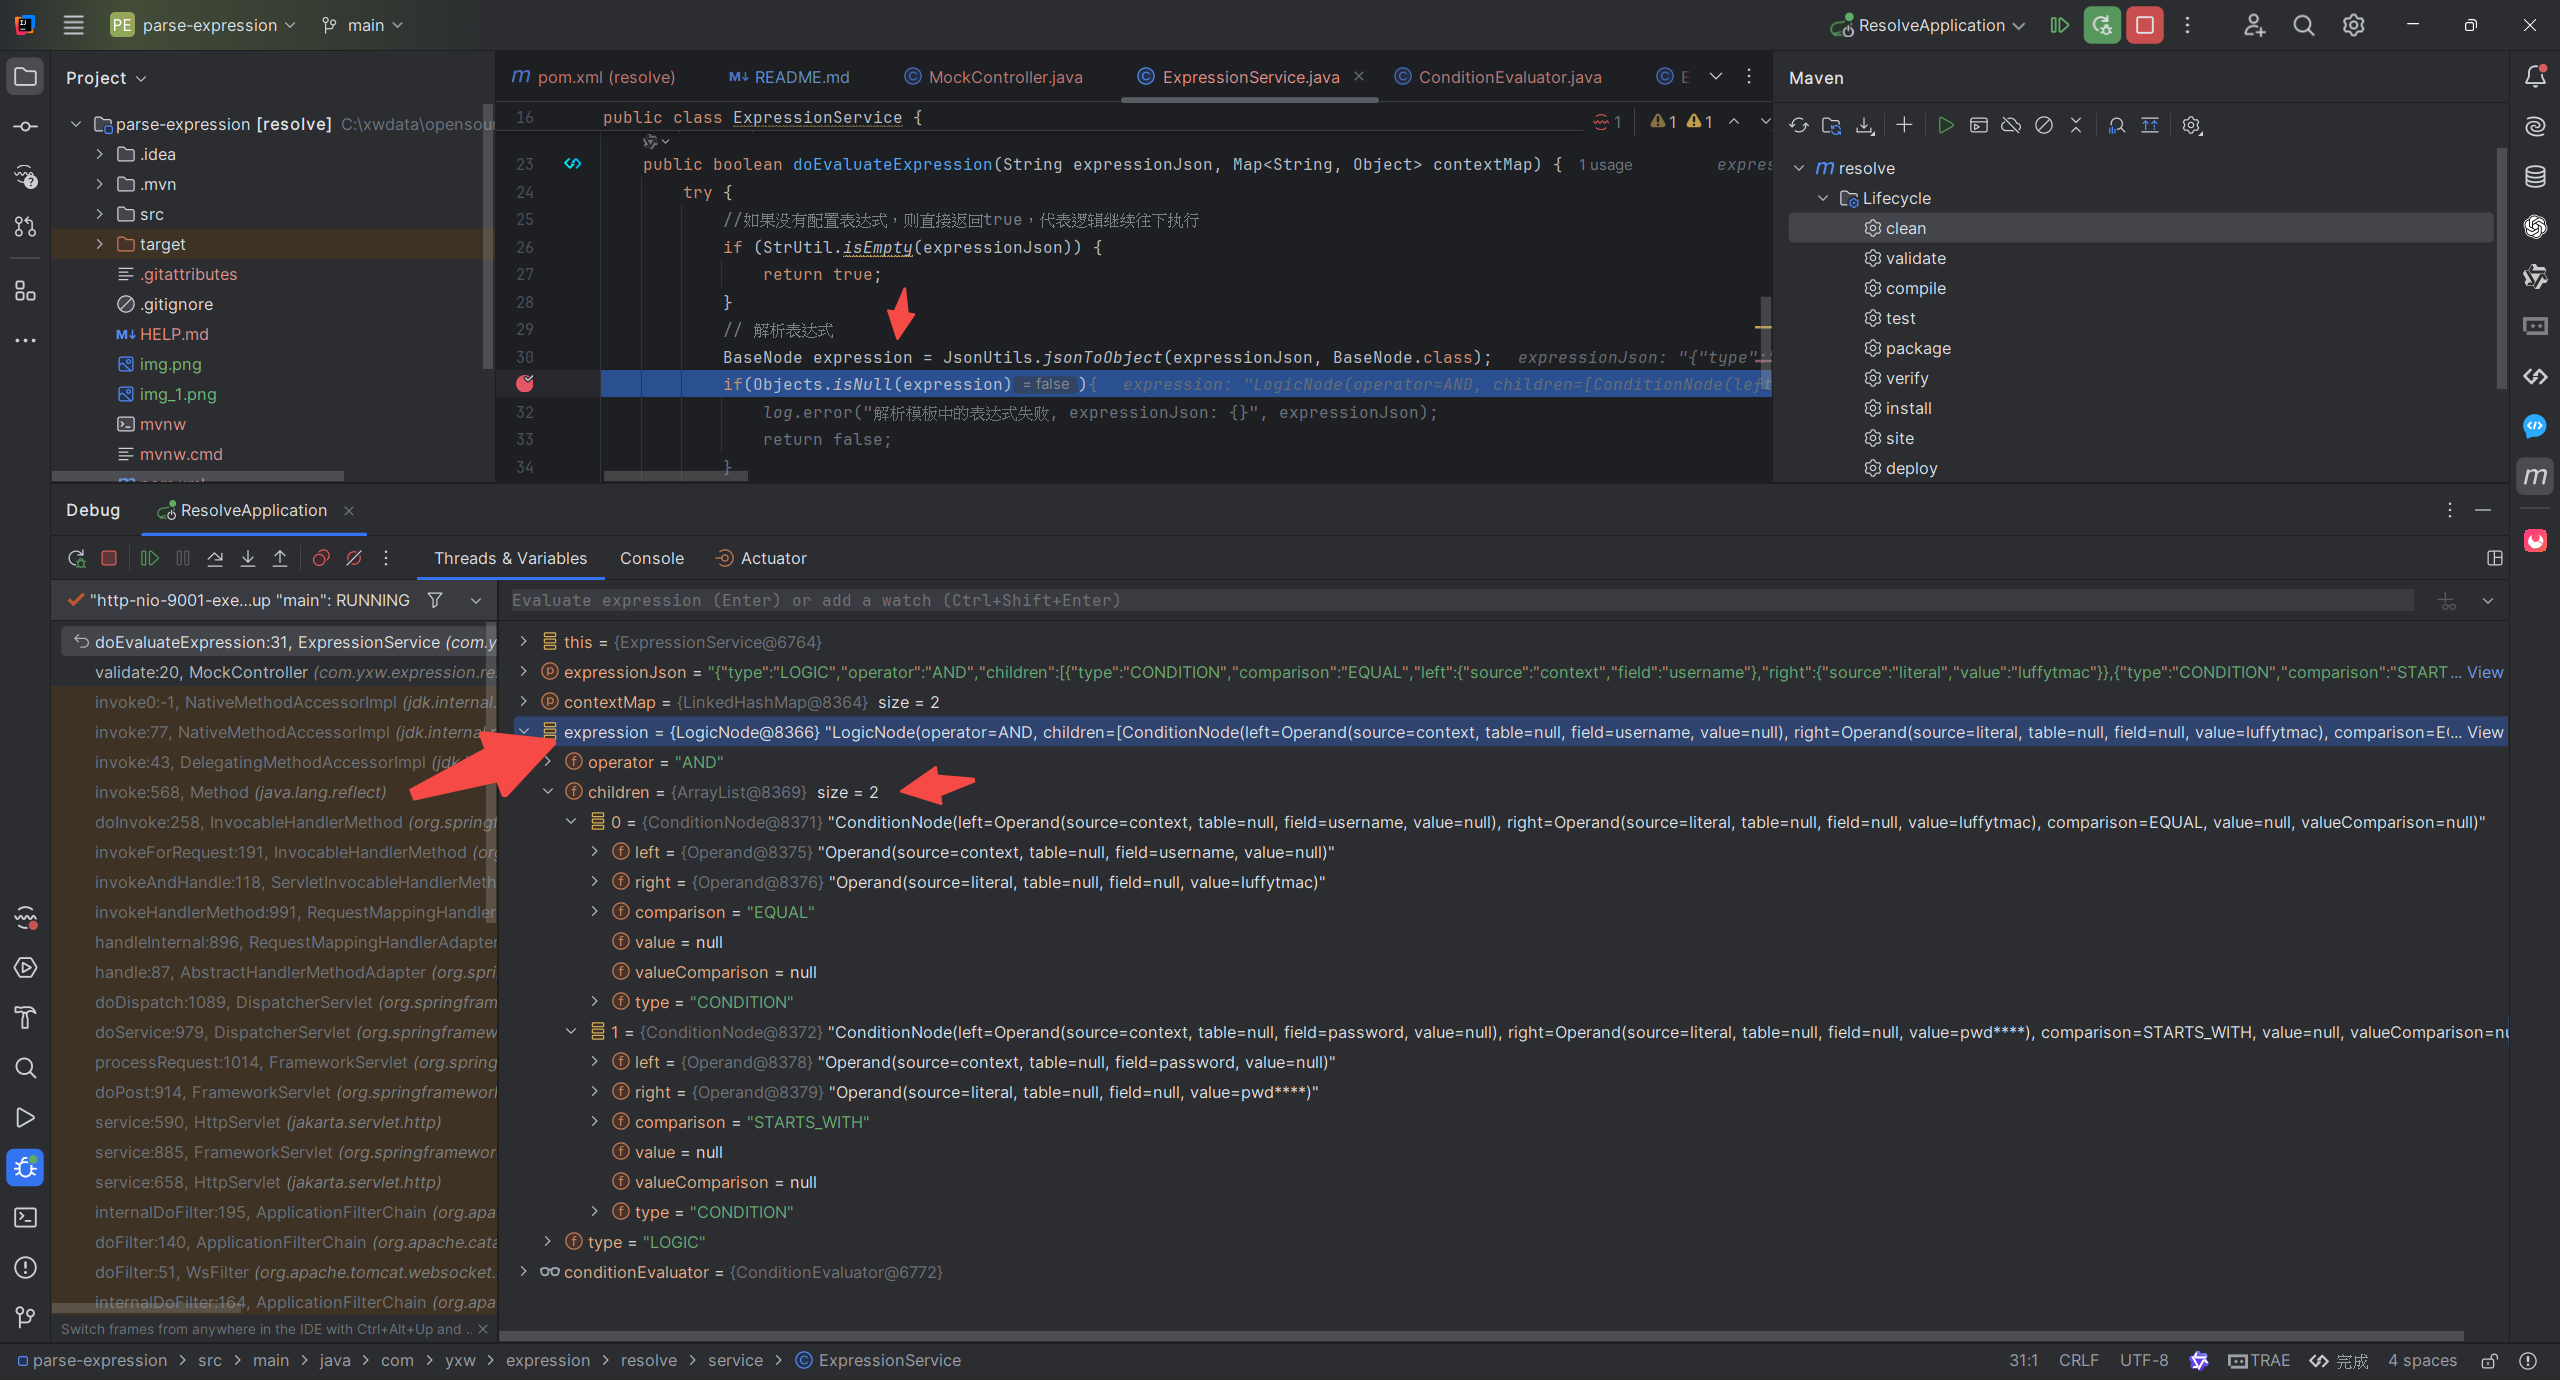 PE parse-expression main ResolveApplication
Project
parse-expression [resolve] C:\xwdata\opensou
.idea
.mvn
src
target
.gitattributes
.gitignore
HELP.md
img.png
img_1.png
mvnw
mvnw.cmd
pom.xml (resolve) README.md MockController.java ExpressionService.java ConditionEvaluator.java E
16 public class ExpressionService {
1 1 1
23 public boolean doEvaluateExpression(String expressionJson, Map<String, Object> contextMap) { 1 usage expres
24 try {
25 //如果没有配置表达式，则直接返回true，代表逻辑继续往下执行
26 if (StrUtil.isEmpty(expressionJson)) {
27 return true;
28 }
29 // 解析表达式
30 BaseNode expression = JsonUtils.jsonToObject(expressionJson, BaseNode.class); expressionJson: "{"type":"
if(Objects.isNull(expression) = false ){ expression: "LogicNode(operator=AND, children=[ConditionNode(left
32 log.error("解析模板中的表达式失败, expressionJson: {}", expressionJson);
33 return false;
34 }
Maven
resolve
Lifecycle
clean
validate
compile
test
package
verify
install
site
deploy
Debug ResolveApplication
Threads & Variables Console Actuator
"http-nio-9001-exe...up "main": RUNNING
doEvaluateExpression:31, ExpressionService (com.y
validate:20, MockController (com.yxw.expression.re
invoke0:-1, NativeMethodAccessorImpl (jdk.internal.
invoke:77, NativeMethodAccessorImpl (jdk.internal.re
invoke:43, DelegatingMethodAccessorImpl (jdk.i
invoke:568, Method (java.lang.reflect)
doInvoke:258, InvocableHandlerMethod (org.springf
invokeForRequest:191, InvocableHandlerMethod (org
invokeAndHandle:118, ServletInvocableHandlerMeth
invokeHandlerMethod:991, RequestMappingHandler
handleInternal:896, RequestMappingHandlerAdapter
handle:87, AbstractHandlerMethodAdapter (org.spri
doDispatch:1089, DispatcherServlet (org.springfram
doService:979, DispatcherServlet (org.springframew
processRequest:1014, FrameworkServlet (org.spring
doPost:914, FrameworkServlet (org.springframework
service:590, HttpServlet (jakarta.servlet.http)
service:885, FrameworkServlet (org.springframewor
service:658, HttpServlet (jakarta.servlet.http)
internalDoFilter:195, ApplicationFilterChain (org.apa
doFilter:140, ApplicationFilterChain (org.apache.cata
doFilter:51, WsFilter (org.apache.tomcat.websocket.
internalDoFilter:164, ApplicationFilterChain (org.apa
Switch frames from anywhere in the IDE with Ctrl+Alt+Up and ..
Evaluate expression (Enter) or add a watch (Ctrl+Shift+Enter)
this = {ExpressionService@6764}
expressionJson = "{"type":"LOGIC","operator":"AND","children":[{"type":"CONDITION","comparison":"EQUAL","left":{"source":"context","field":"username"},"right":{"source":"literal","value":"luffytmac"}},{"type":"CONDITION","comparison":"START... View
contextMap = {LinkedHashMap@8364} size = 2
expression = {LogicNode@8366} "LogicNode(operator=AND, children=[ConditionNode(left=Operand(source=context, table=null, field=username, value=null), right=Operand(source=literal, table=null, field=null, value=luffytmac), comparison=E(... View
operator = "AND"
children = {ArrayList@8369} size = 2
0 = {ConditionNode@8371} "ConditionNode(left=Operand(source=context, table=null, field=username, value=null), right=Operand(source=literal, table=null, field=null, value=luffytmac), comparison=EQUAL, value=null, valueComparison=null)"
left = {Operand@8375} "Operand(source=context, table=null, field=username, value=null)"
right = {Operand@8376} "Operand(source=literal, table=null, field=null, value=luffytmac)"
comparison = "EQUAL"
value = null
valueComparison = null
type = "CONDITION"
1 = {ConditionNode@8372} "ConditionNode(left=Operand(source=context, table=null, field=password, value=null), right=Operand(source=literal, table=null, field=null, value=pwd****), comparison=STARTS_WITH, value=null, valueComparison=nu
left = {Operand@8378} "Operand(source=context, table=null, field=password, value=null)"
right = {Operand@8379} "Operand(source=literal, table=null, field=null, value=pwd****)"
comparison = "STARTS_WITH"
value = null
valueComparison = null
type = "CONDITION"
type = "LOGIC"
conditionEvaluator = {ConditionEvaluator@6772}
parse-expression > src > main > java > com > yxw > expression > resolve > service > ExpressionService
31:1 CRLF UTF-8 TRAE 完成 4 spaces